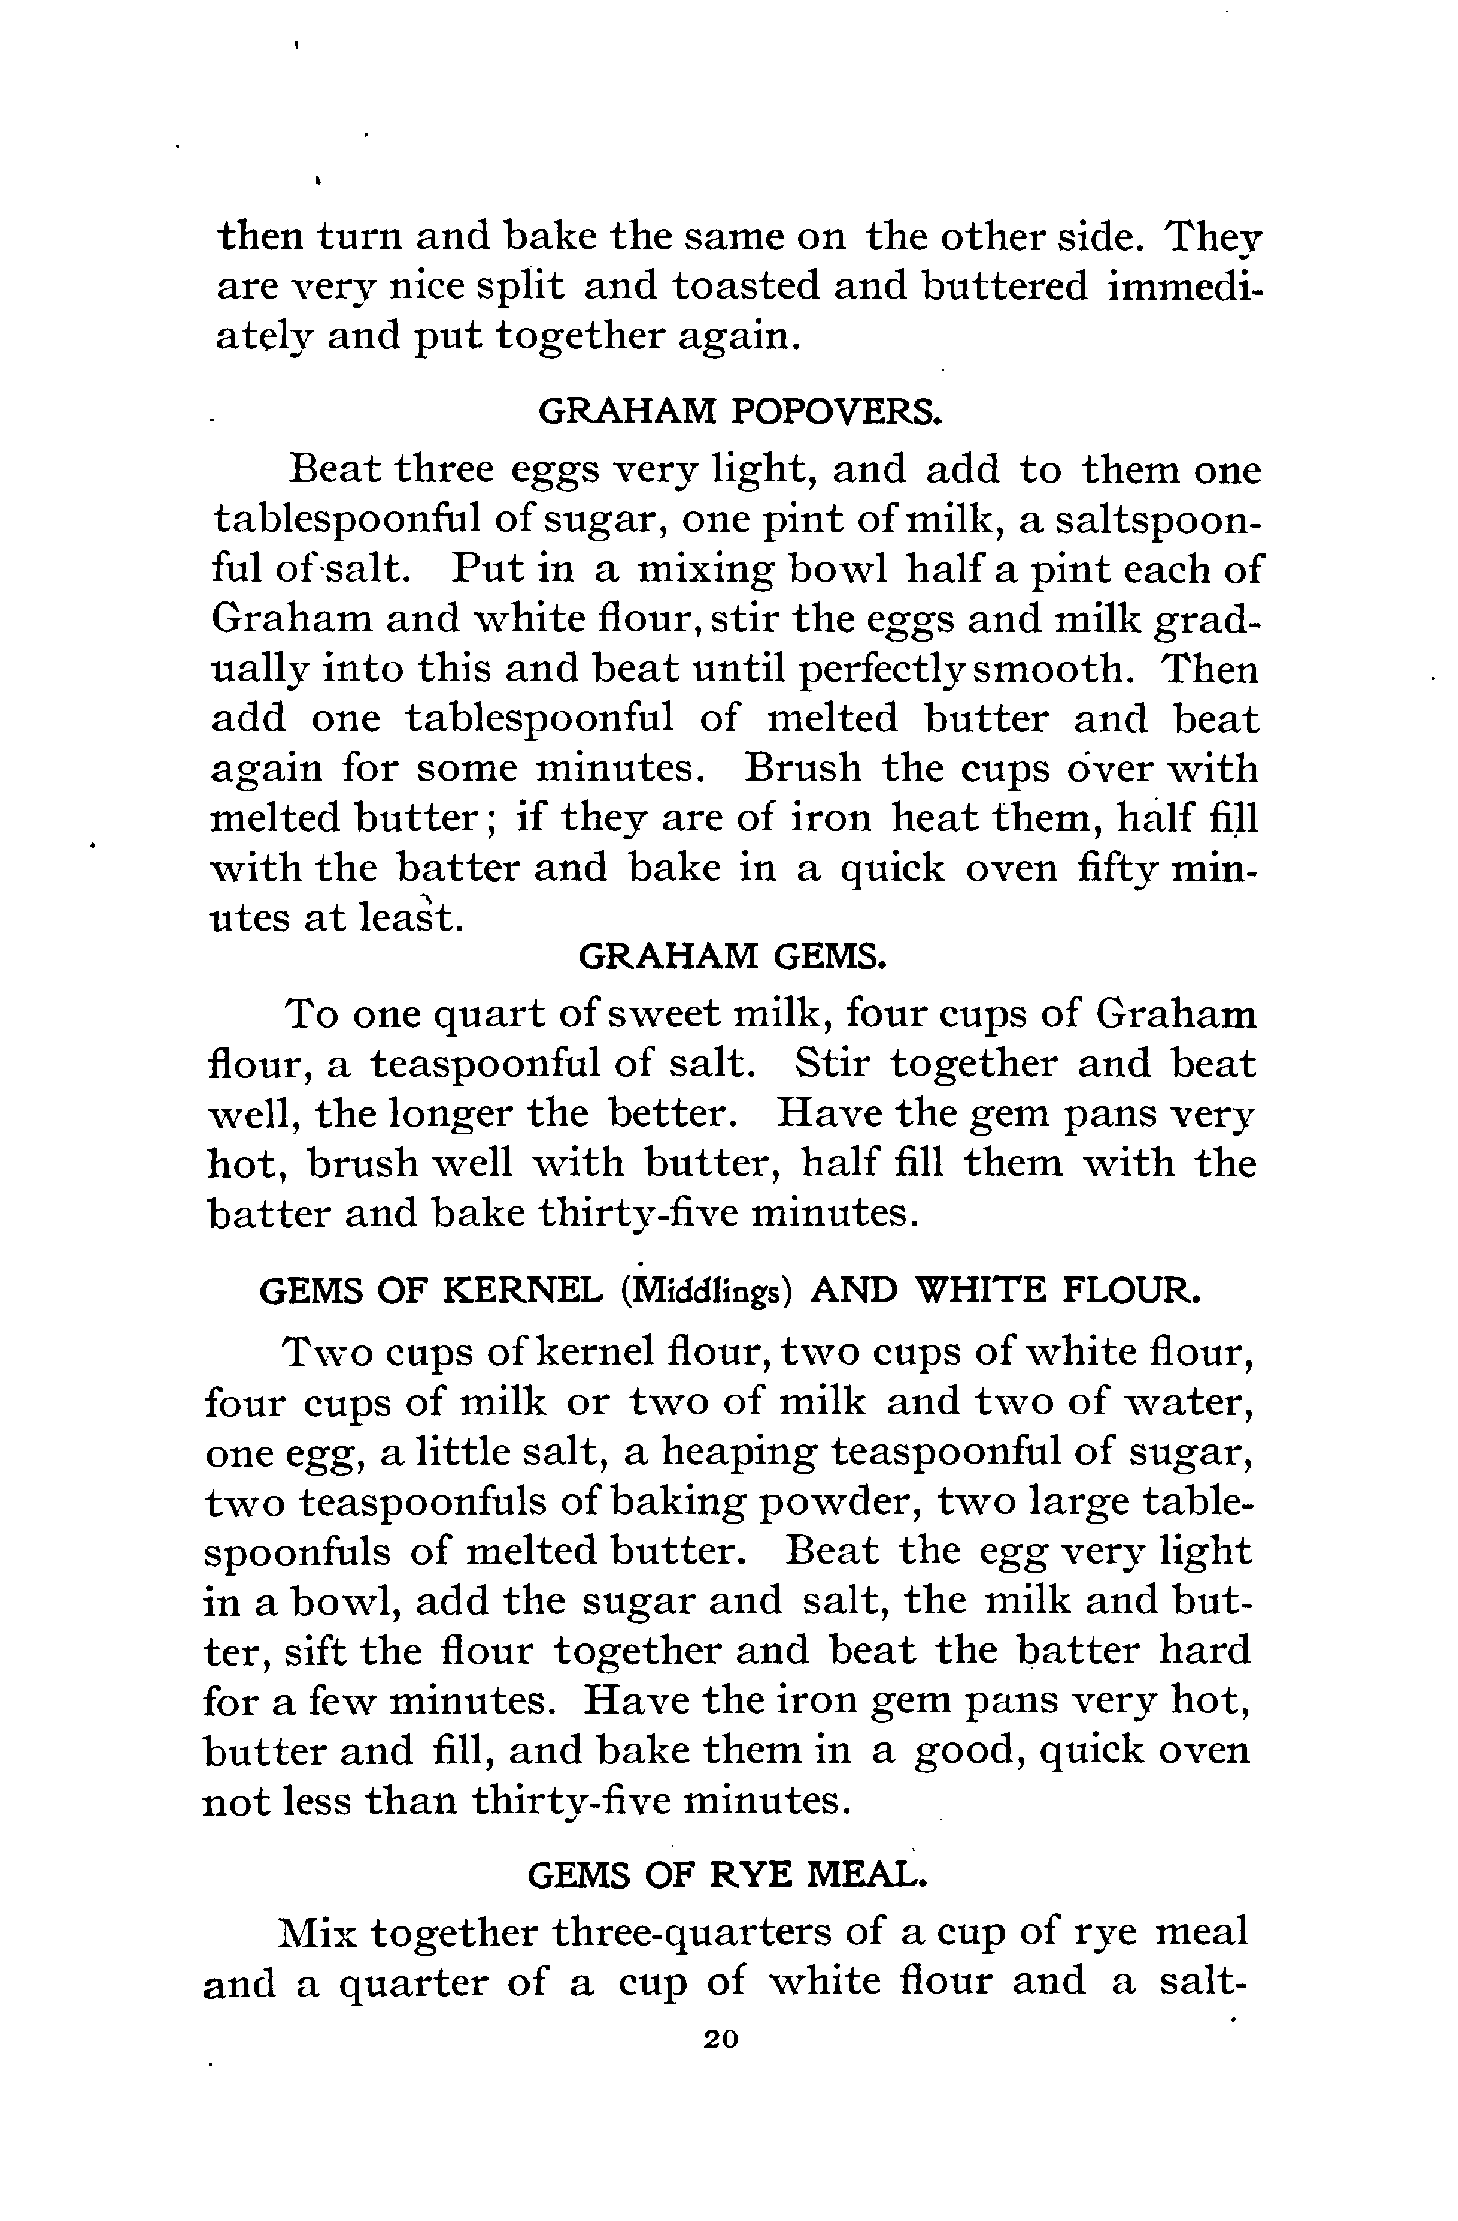 then turn and bake the same on the other side. They
are very nice split and toasted and buttered immedi-
ately and put together again.
GRAHAM POPOVERS.
Beat three eggs very light, and add to them one
tablespoonful of sugar, one pint of milk, a saltspoon-
ful of salt. Put in a mixing bowl half a pint each of
Graham and white flour, stir the eggs and milk grad-
ually into this and beat until perfectly smooth. Then
add one tablespoonful of melted butter and beat
again for some minutes. Brush the cups over with
melted butter; if they are of iron heat them, half fill
with the batter and bake in a quick oven fifty min-
utes at least.
GRAHAM GEMS.
To one quart of sweet milk, four cups of Graham
flour, a teaspoonful of salt. Stir together and beat
well, the longer the better. Have the gem pans very
hot, brush well with butter, half fill them with the
batter and bake thirty-five minutes.
GEMS OF KERNEL (Middlings) AND WHITE FLOUR.
Two cups of kernel flour, two cups of white flour,
four cups of milk or two of milk and two of water,
one egg, a little salt, a heaping teaspoonful of sugar,
two teaspoonfuls of baking powder, two large table-
spoonfuls of melted butter. Beat the egg very light
in a bowl, add the sugar and salt, the milk and but-
ter, sift the flour together and beat the batter hard
for a few minutes. Have the iron gem pans very hot,
butter and fill, and bake them in a good, quick oven
not less than thirty-five minutes.
GEMS OF RYE MEAL.
Mix together three-quarters of a cup of rye meal
and a quarter of a cup of white flour and a salt-
20